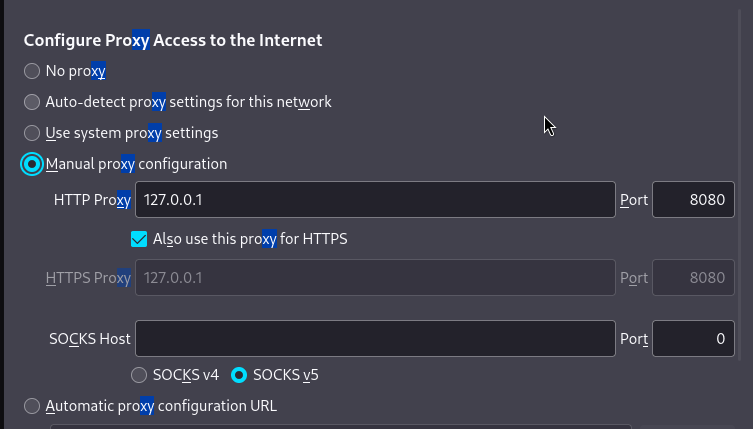 Configure Proxy Access to the Internet
No proxy
Auto-detect proxy settings for this network
Use system proxy settings
Manual proxy configuration
HTTP Proxy 127.0.0.1 Port 8080
Also use this proxy for HTTPS
HTTPS Proxy 127.0.0.1 Port 8080
SOCKS Host Port 0
SOCKS v4 SOCKS v5
Automatic proxy configuration URL